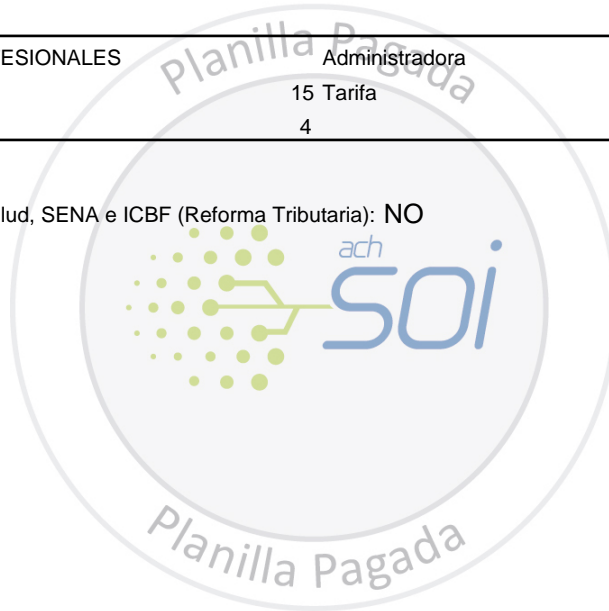 Planilla Pagada
ESIONALES Administradora
15 Tarifa
4
lud, SENA e ICBF (Reforma Tributaria): NO
ach
SOI
Planilla Pagada